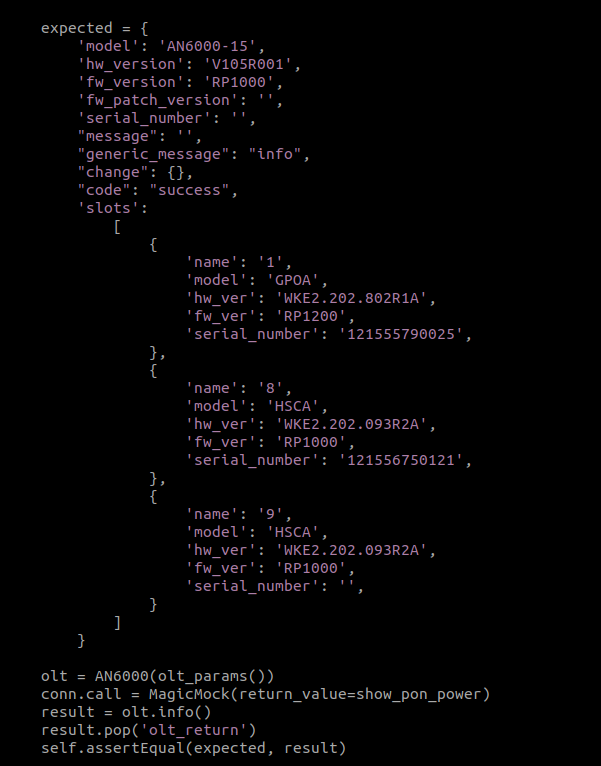 expected = {
    'model': 'AN6000-15',
    'hw_version': 'V105R001',
    'fw_version': 'RP1000',
    'fw_patch_version': '',
    'serial_number': '',
    "message": '',
    "generic_message": "info",
    "change": {},
    "code": "success",
    'slots':
        [
            {
                'name': '1',
                'model': 'GPOA',
                'hw_ver': 'WKE2.202.802R1A',
                'fw_ver': 'RP1200',
                'serial_number': '121555790025',
            },
            {
                'name': '8',
                'model': 'HSCA',
                'hw_ver': 'WKE2.202.093R2A',
                'fw_ver': 'RP1000',
                'serial_number': '121556750121',
            },
            {
                'name': '9',
                'model': 'HSCA',
                'hw_ver': 'WKE2.202.093R2A',
                'fw_ver': 'RP1000',
                'serial_number': '',
            }
        ]
    }

olt = AN6000(olt_params())
conn.call = MagicMock(return_value=show_pon_power)
result = olt.info()
result.pop('olt_return')
self.assertEqual(expected, result)